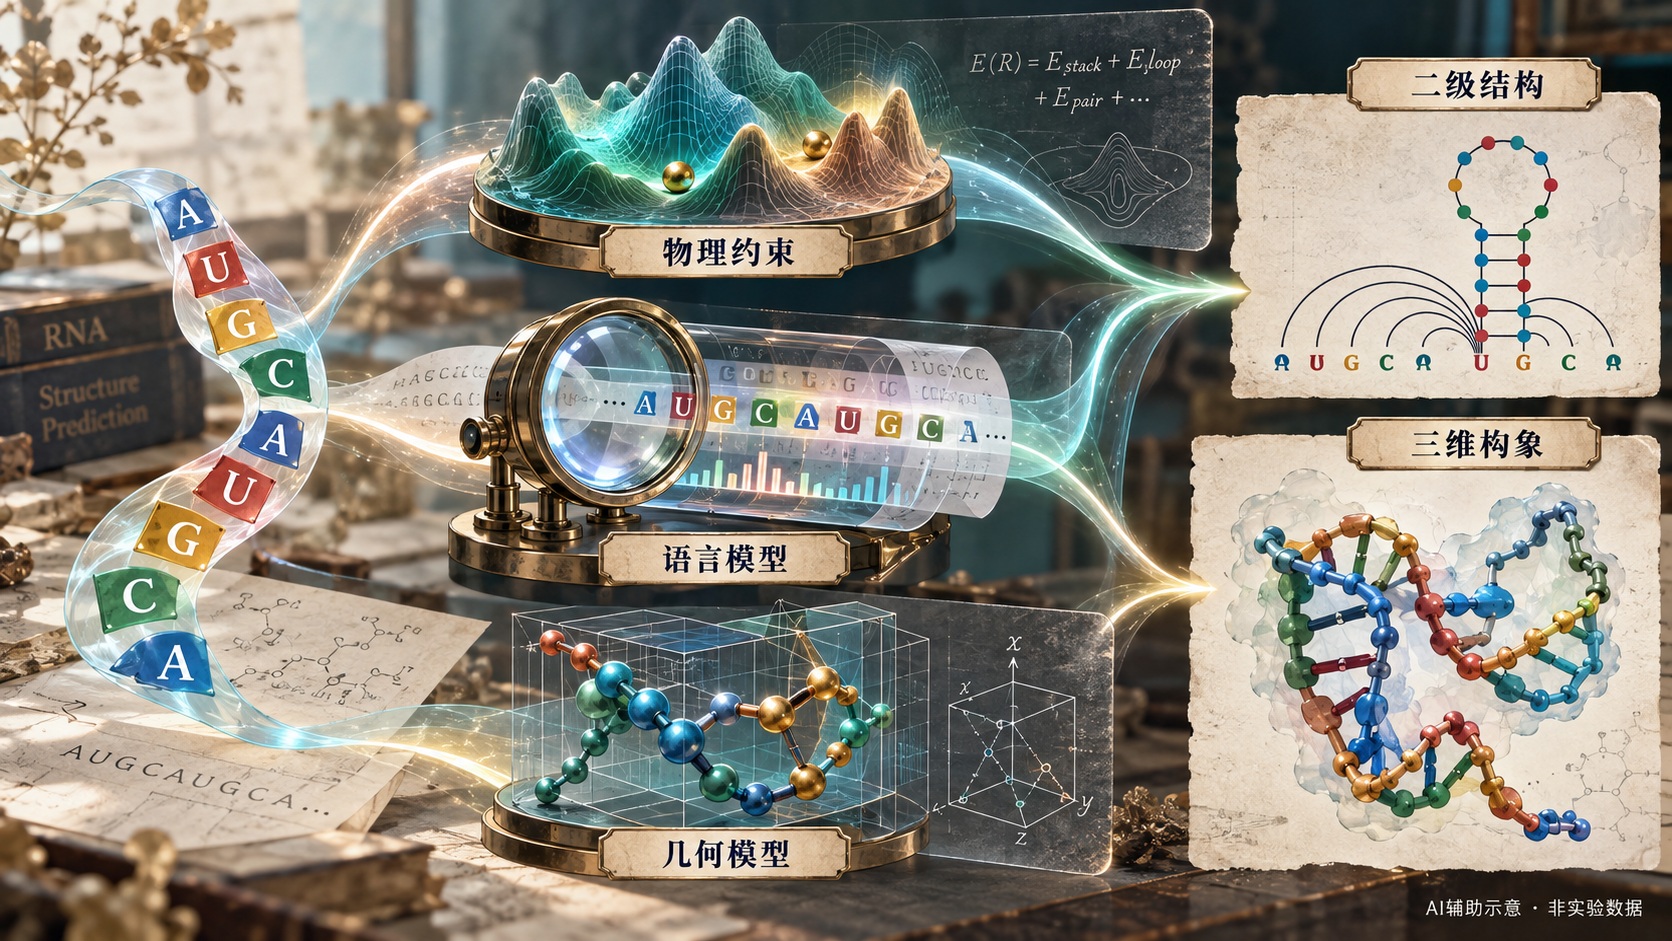 E(R) = E_stack + E_loop
+ E_pair + ...
二级结构
物理约束
A
U
G
C
A
U
G
C
A
RNA
Structure
Prediction
... A U G C A U G C A ...
A U G C A U G C A
语言模型
三维构象
X
x
y
Z
AUGCAUGCA...
几何模型
AI辅助示意 · 非实验数据